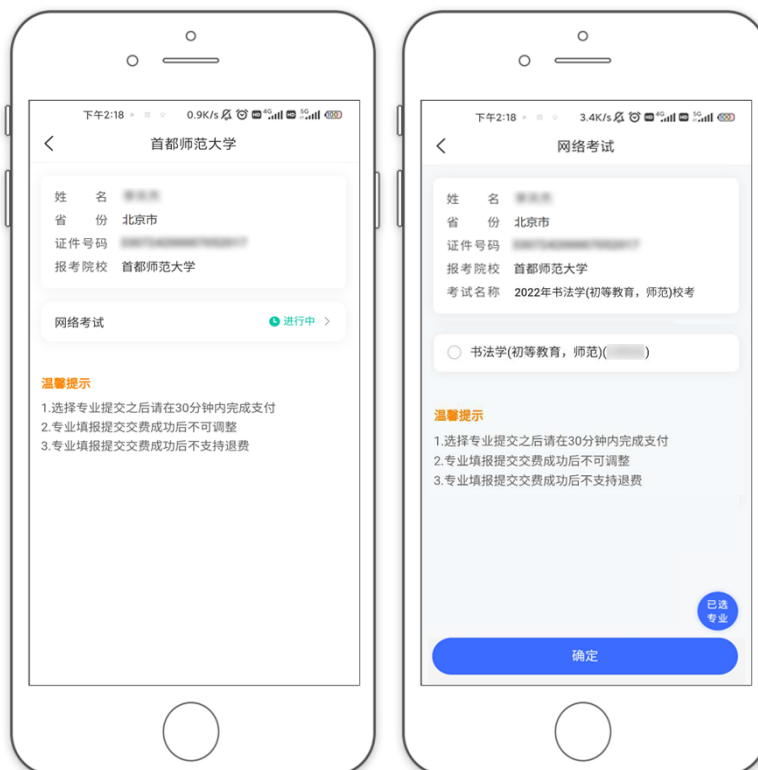 下午2:18
0.9K/s
4G
5G
首都师范大学
姓 名
省 份 北京市
证件号码
报考院校 首都师范大学
网络考试
进行中
温馨提示
1.选择专业提交之后请在30分钟内完成支付
2.专业填报提交交费成功后不可调整
3.专业填报提交交费成功后不支持退费
下午2:18
3.4K/s
4G
5G
网络考试
姓 名
省 份 北京市
证件号码
报考院校 首都师范大学
考试名称 2022年书法学(初等教育，师范)校考
书法学(初等教育，师范)( )
温馨提示
1.选择专业提交之后请在30分钟内完成支付
2.专业填报提交交费成功后不可调整
3.专业填报提交交费成功后不支持退费
已选
专业
确定